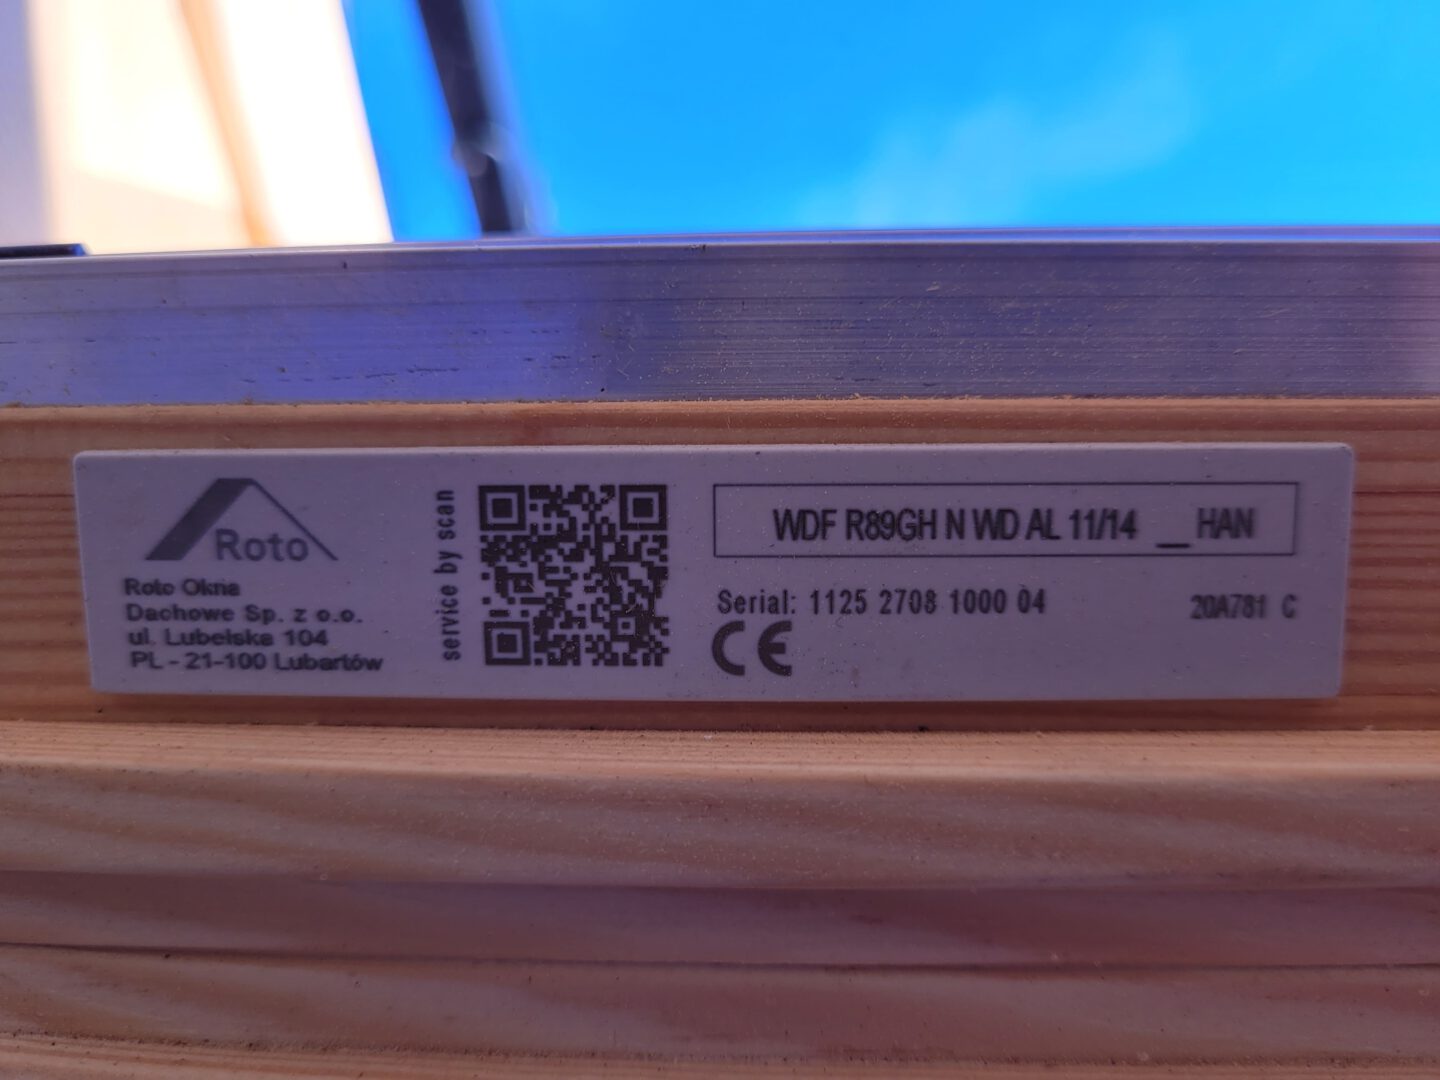 Roto
Roto Okna
Dachowe Sp. z o.o.
ul. Lubelska 104
PL - 21-100 Lubartów
service by scan
WDF R89GH N WD AL 11/14 __HAN
Serial: 1125 2708 1000 04
20A781 C
CE